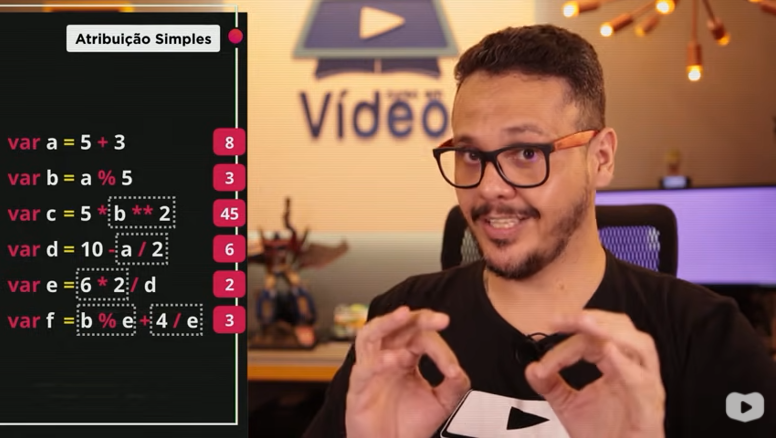 Atribuição Simples
var a = 5 + 3 8
var b = a % 5 3
var c = 5 * b ** 2 45
var d = 10 - a / 2 6
var e = 6 * 2 / d 2
var f = b % e + 4 / e 3
Vídeo